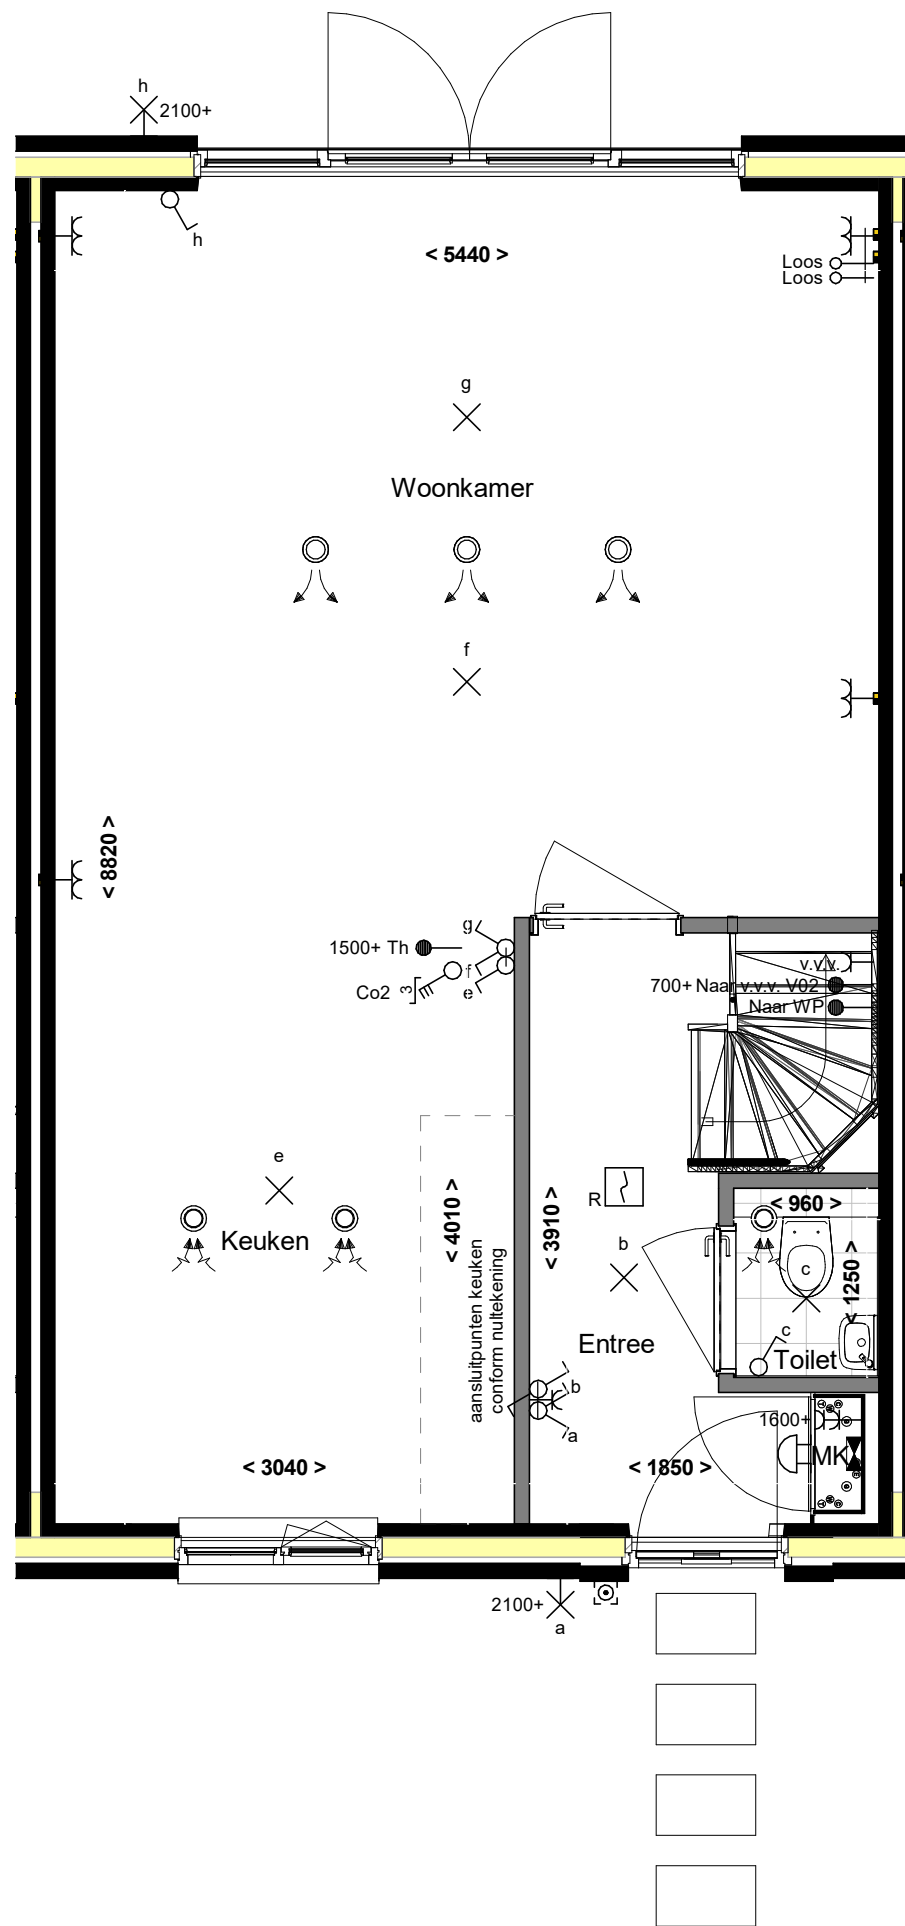 h
2100+
h
< 5440 >
Loos
Loos
g
Woonkamer
f
< 8820 >
g
1500+ Th
f
Co2
3
e
v.v.v.
700+ Naar v.v.v. V02
Naar WP
e
Keuken
< 4010 >
aansluitpunten keuken
conform nultekening
< 3910 >
R
b
Entree
< 960 >
c
< 1250 >
c
Toilet
b
a
1600+
MK
< 3040 >
< 1850 >
2100+
a